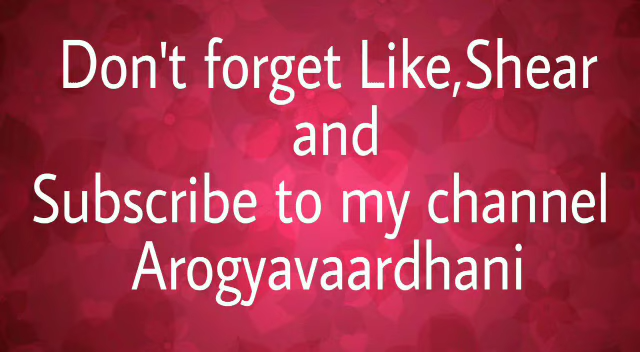 Don't forget Like,Shear
and
Subscribe to my channel
Arogyavaardhani